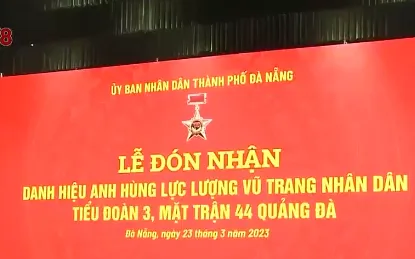 8
ỦY BAN NHÂN DÂN THÀNH PHỐ ĐÀ NẴNG
LỄ ĐÓN NHẬN
DANH HIỆU ANH HÙNG LỰC LƯỢNG VŨ TRANG NHÂN DÂN
TIỂU ĐOÀN 3, MẶT TRẬN 44 QUẢNG ĐÀ
Đà Nẵng, ngày 23 tháng 3 năm 2023